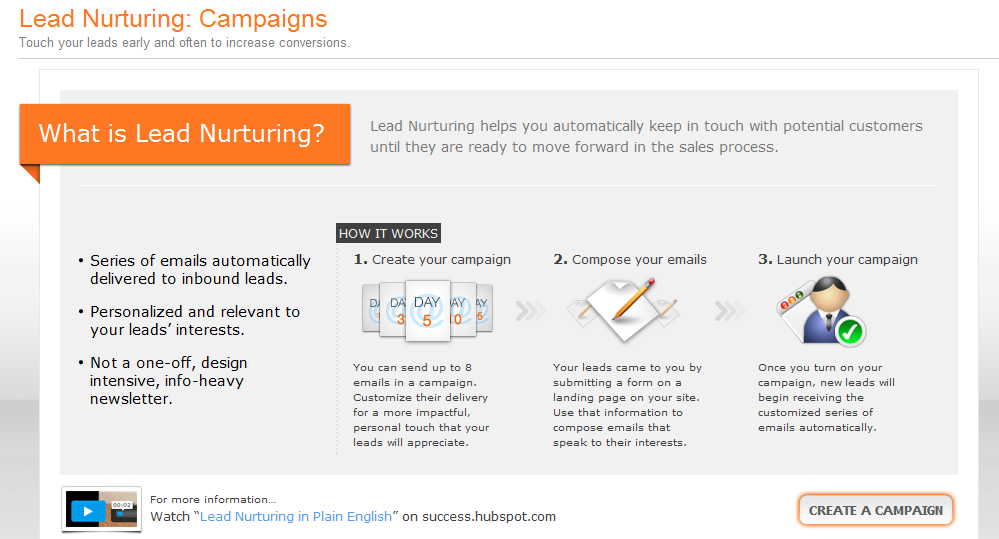 Lead Nurturing: Campaigns
Touch your leads early and often to increase conversions.
What is Lead Nurturing?
Lead Nurturing helps you automatically keep in touch with potential customers
until they are ready to move forward in the sales process.
• Series of emails automatically
delivered to inbound leads.
• Personalized and relevant to
your leads' interests.
• Not a one-off, design
intensive, info-heavy
newsletter.
HOW IT WORKS
1. Create your campaign
DAY
5
You can send up to 8
emails in a campaign.
Customize their delivery
for a more impactful,
personal touch that your
leads will appreciate.
2. Compose your emails
Your leads came to you by
submitting a form on a
landing page on your site.
Use that information to
compose emails that
speak to their interests.
3. Launch your campaign
Once you turn on your
campaign, new leads will
begin receiving the
customized series of
emails automatically.
00:02
For more information...
Watch “Lead Nurturing in Plain English” on success.hubspot.com
CREATE A CAMPAIGN